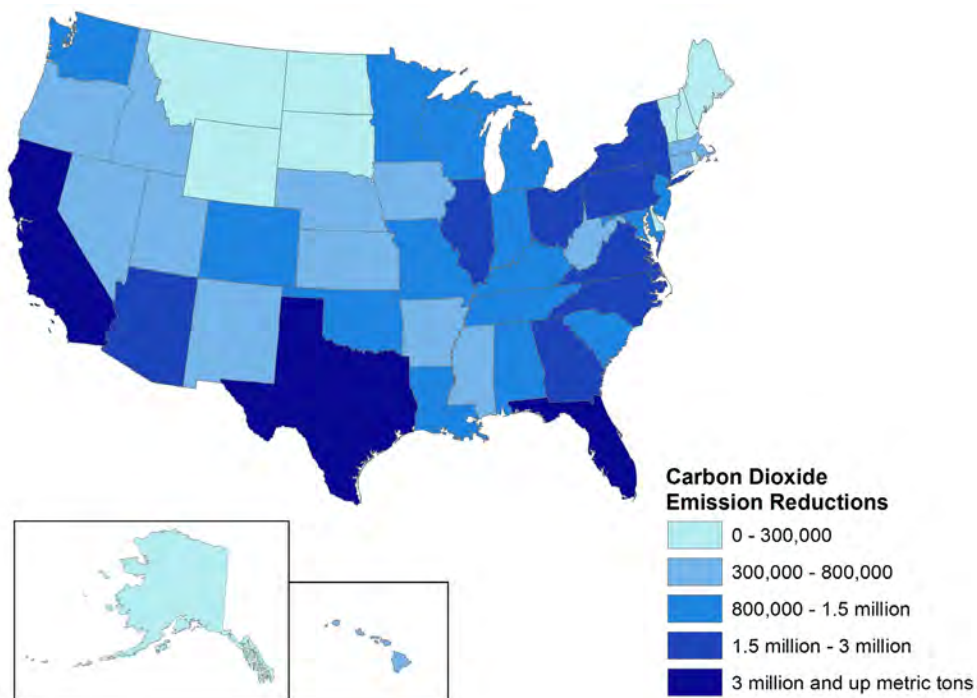 Carbon Dioxide
Emission Reductions
0 - 300,000
300,000 - 800,000
800,000 - 1.5 million
1.5 million - 3 million
3 million and up metric tons